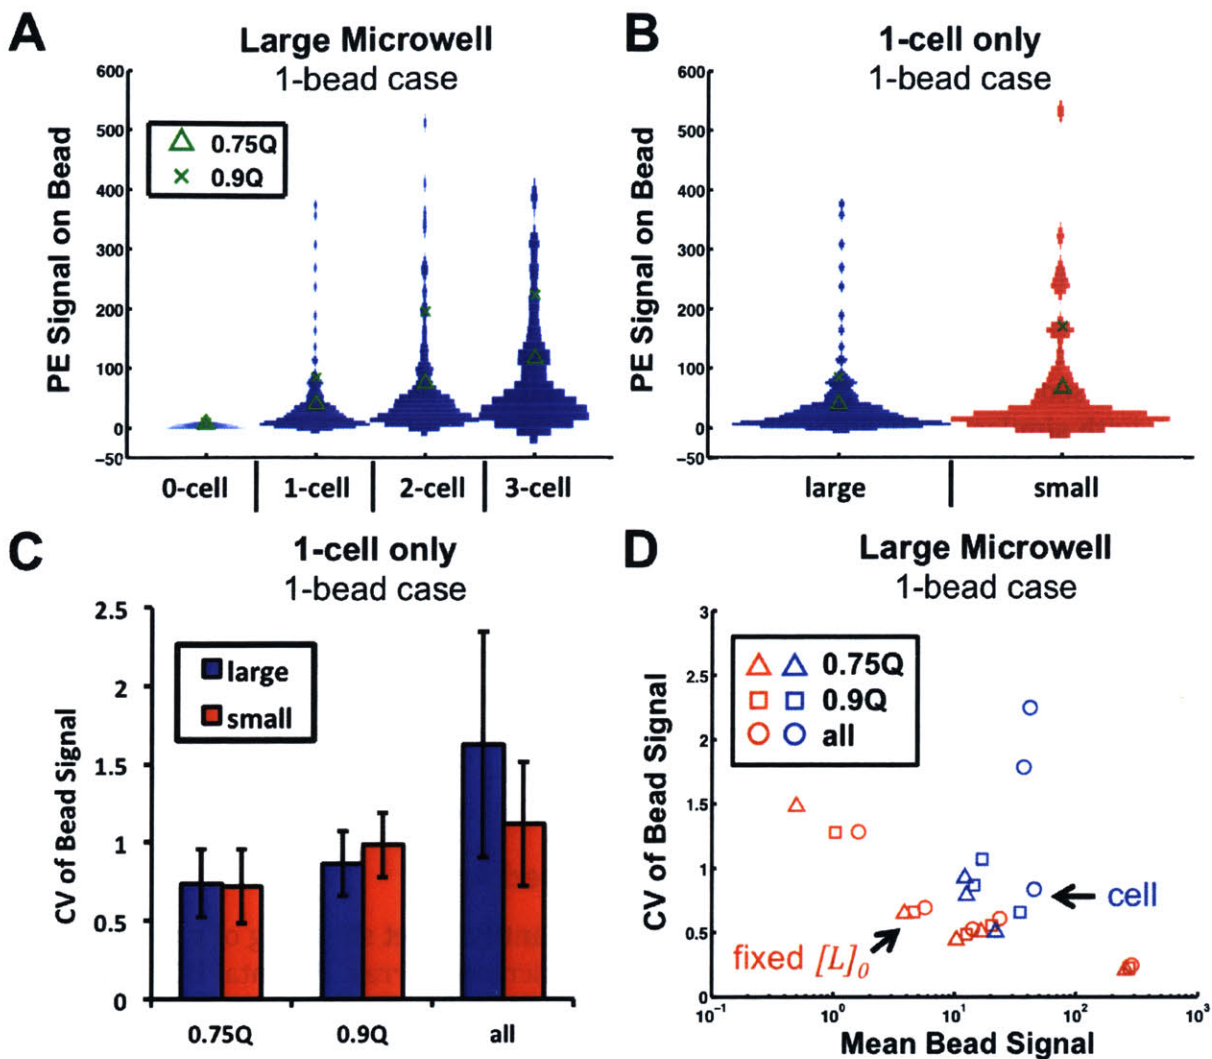 A
Large Microwell
1-bead case
PE Signal on Bead
600
500
400
300
200
100
0
−50
0.75Q
0.9Q
0-cell
1-cell
2-cell
3-cell
B
1-cell only
1-bead case
PE Signal on Bead
600
500
400
300
200
100
0
−50
large
small
C
1-cell only
1-bead case
CV of Bead Signal
2.5
2
1.5
1
0.5
0
large
small
0.75Q
0.9Q
all
D
Large Microwell
1-bead case
CV of Bead Signal
3
2.5
2
1.5
1
0.5
0
0.75Q
0.9Q
all
cell
fixed [L]₀
10⁻¹
10⁰
10¹
10²
10³
Mean Bead Signal